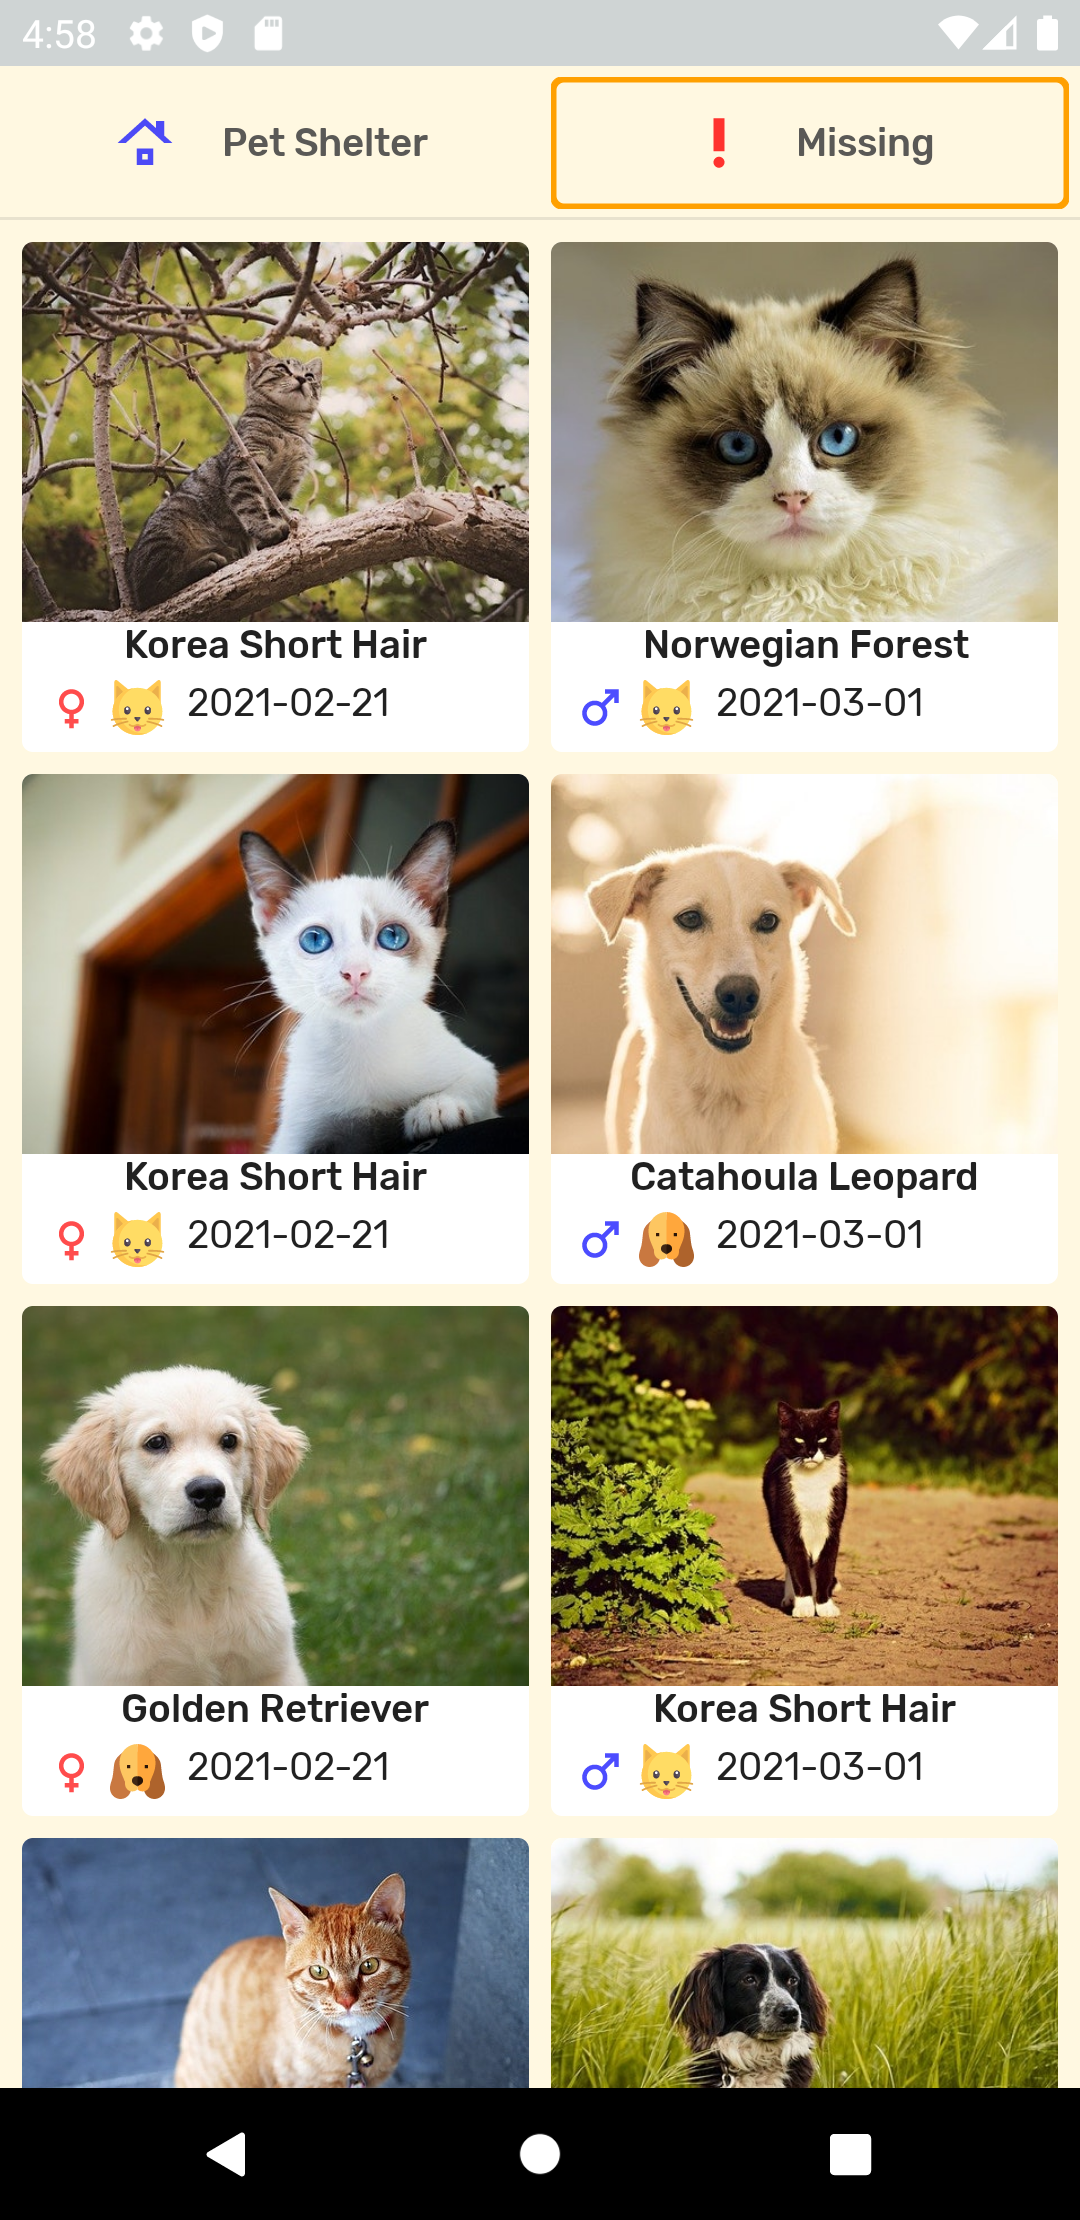 4:58
Pet Shelter
Missing
Korea Short Hair
2021-02-21
Norwegian Forest
2021-03-01
Korea Short Hair
2021-02-21
Catahoula Leopard
2021-03-01
Golden Retriever
2021-02-21
Korea Short Hair
2021-03-01